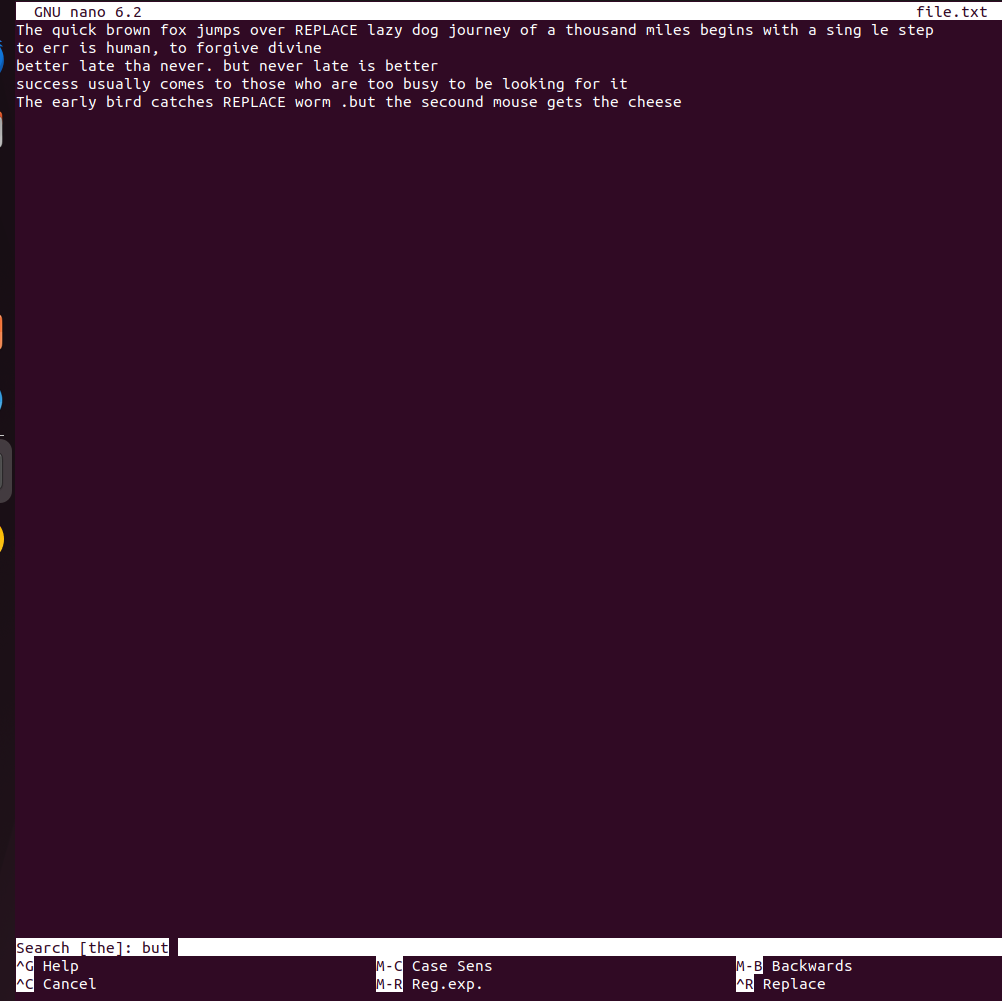 GNU nano 6.2 file.txt
The quick brown fox jumps over REPLACE lazy dog journey of a thousand miles begins with a sing le step
to err is human, to forgive divine
better late tha never. but never late is better
success usually comes to those who are too busy to be looking for it
The early bird catches REPLACE worm .but the secound mouse gets the cheese
Search [the]: but
^G Help M-C Case Sens M-B Backwards
^C Cancel M-R Reg.exp. ^R Replace